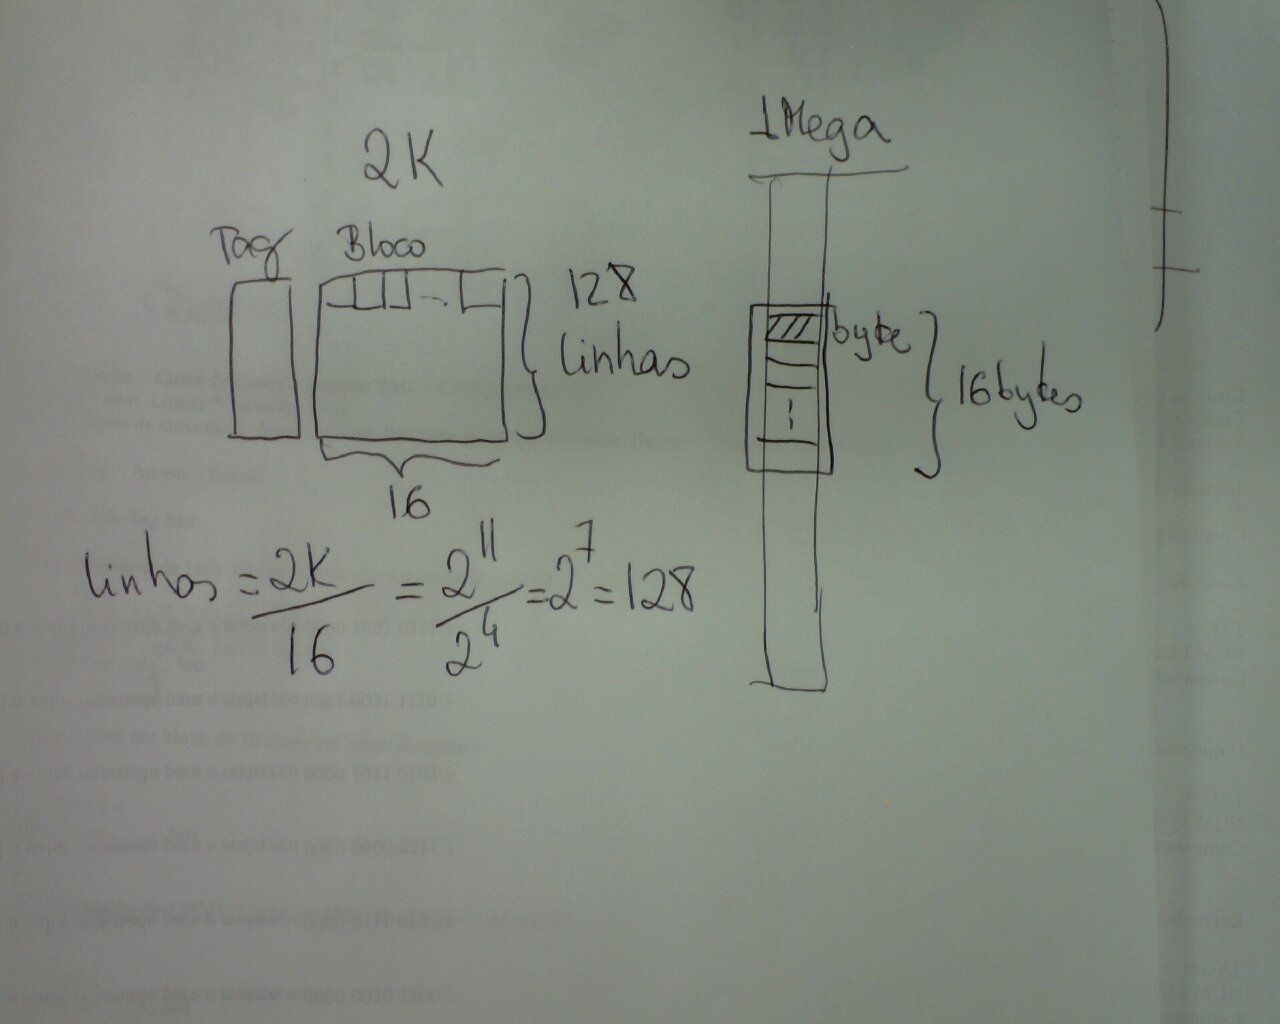 2K
Tag Bloco
128
linhas
16
linhas = 2K/16 = 2^11/2^4 = 2^7 = 128
1Mega
byte
16bytes